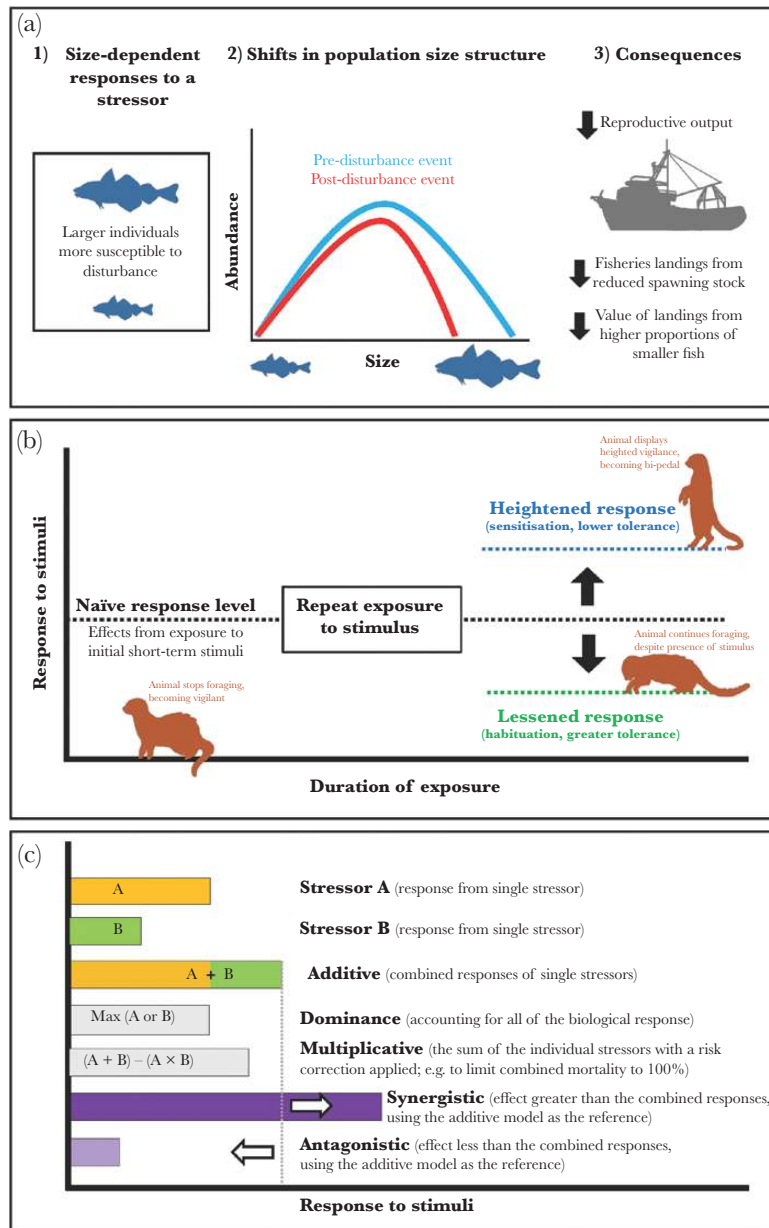 (a)
1) Size-dependent
responses to a
stressor
2) Shifts in population size structure
3) Consequences
Larger individuals
more susceptible to
disturbance
Pre-disturbance event
Post-disturbance event
Abundance
Size
Reproductive output
Fisheries landings from
reduced spawning stock
Value of landings from
higher proportions of
smaller fish
(b)
Response to stimuli
Naïve response level
Effects from exposure to
initial short-term stimuli
Animal stops foraging,
becoming vigilant
Repeat exposure
to stimulus
Animal displays
heighted vigilance,
becoming bi-pedal
Heightened response
(sensitisation, lower tolerance)
Animal continues foraging,
despite presence of stimulus
Lessened response
(habituation, greater tolerance)
Duration of exposure
(c)
A
Stressor A (response from single stressor)
B
Stressor B (response from single stressor)
A + B
Additive (combined responses of single stressors)
Max (A or B)
Dominance (accounting for all of the biological response)
(A + B) – (A × B)
Multiplicative (the sum of the individual stressors with a risk
correction applied; e.g. to limit combined mortality to 100%)
Synergistic (effect greater than the combined responses,
using the additive model as the reference)
Antagonistic (effect less than the combined responses,
using the additive model as the reference)
Response to stimuli